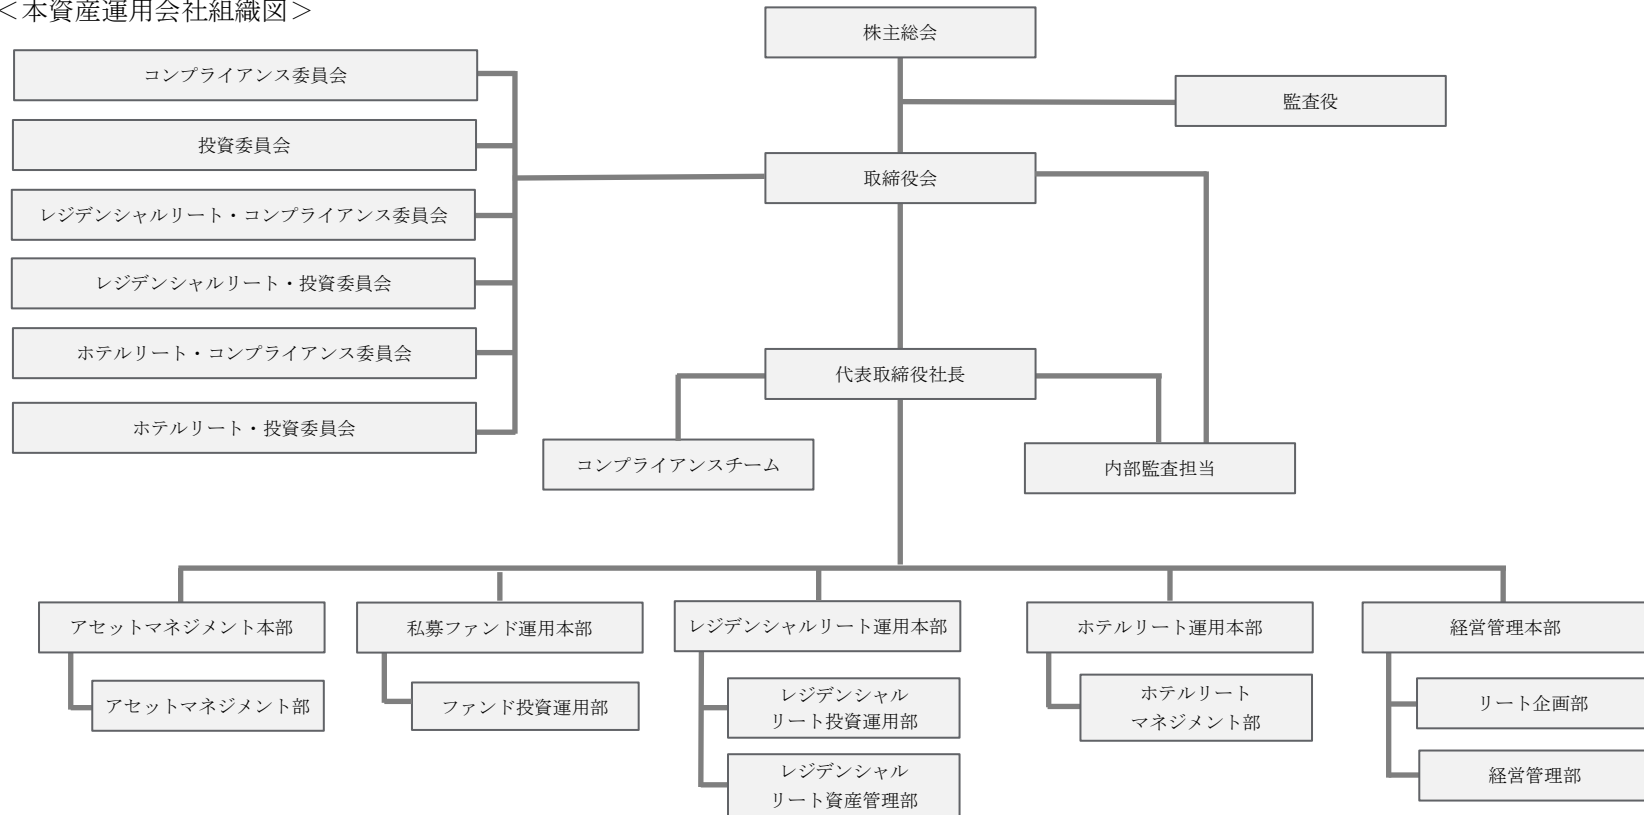 ＜本資産運用会社組織図＞
株主総会
コンプライアンス委員会
監査役
投資委員会
取締役会
レジデンシャルリート・コンプライアンス委員会
レジデンシャルリート・投資委員会
ホテルリート・コンプライアンス委員会
代表取締役社長
ホテルリート・投資委員会
コンプライアンスチーム
内部監査担当
アセットマネジメント本部
私募ファンド運用本部
レジデンシャルリート運用本部
ホテルリート運用本部
経営管理本部
アセットマネジメント部
ファンド投資運用部
レジデンシャル
リート投資運用部
ホテルリート
マネジメント部
リート企画部
レジデンシャル
リート資産管理部
経営管理部